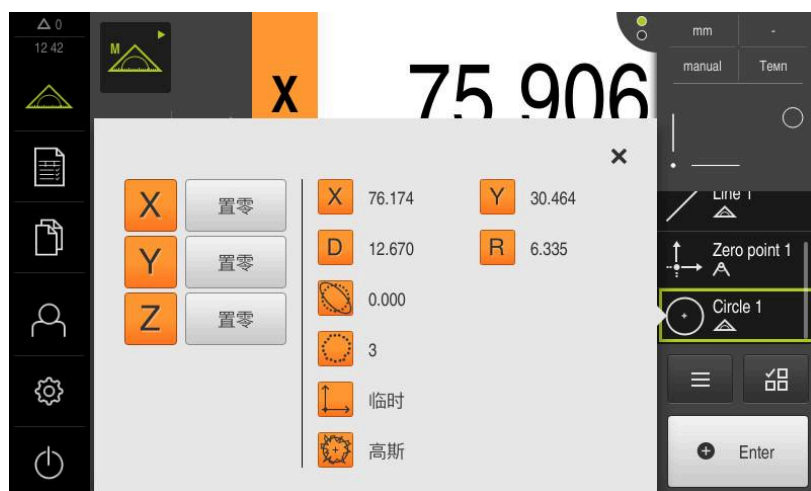 0
12 42
M
X
75.906
mm
-
manual
Темп
X
置零
Y
置零
Z
置零
X
76.174
Y
30.464
D
12.670
R
6.335
0.000
3
临时
高斯
Line 1
Zero point 1
Circle 1
Enter